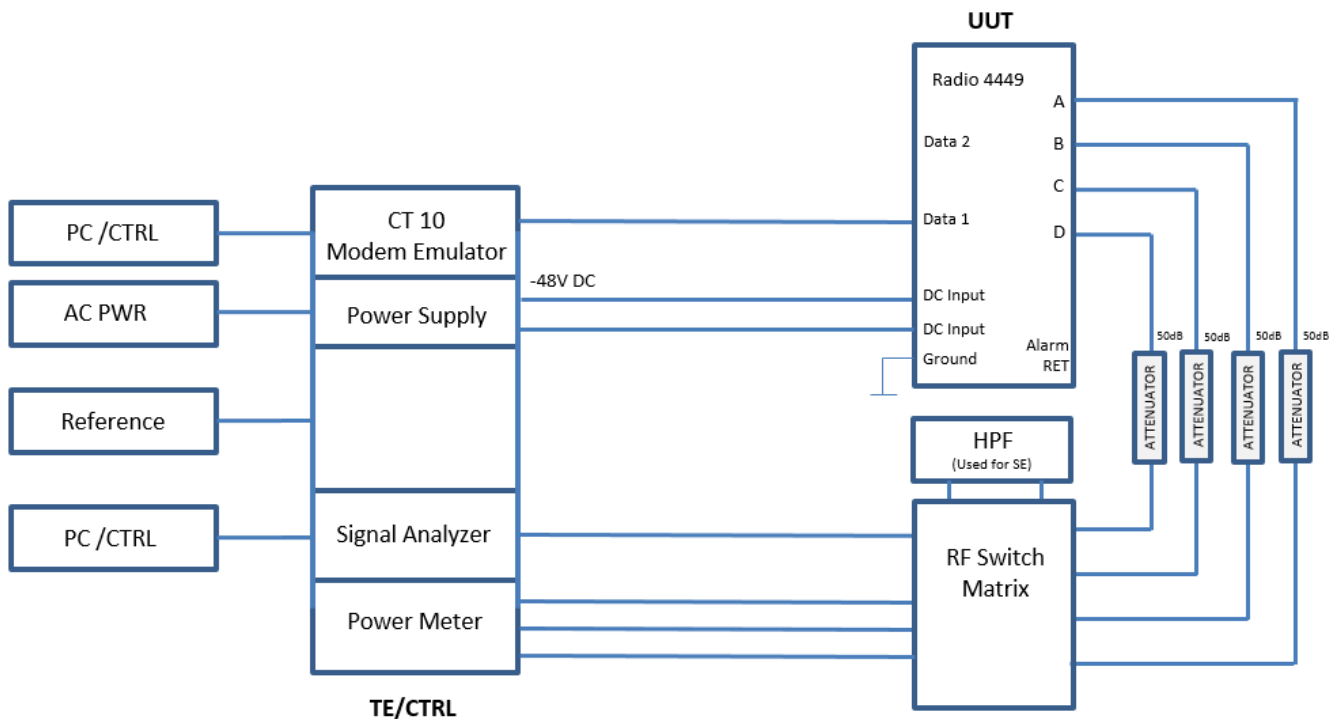 UUT
Radio 4449
A
Data 2
B
C
Data 1
D
DC Input
DC Input
Ground
Alarm
RET
PC /CTRL
AC PWR
Reference
PC /CTRL
CT 10
Modem Emulator
Power Supply
Signal Analyzer
Power Meter
TE/CTRL
-48V DC
50dB
50dB
50dB
50dB
ATTENUATOR
ATTENUATOR
ATTENUATOR
ATTENUATOR
HPF
(Used for SE)
RF Switch
Matrix